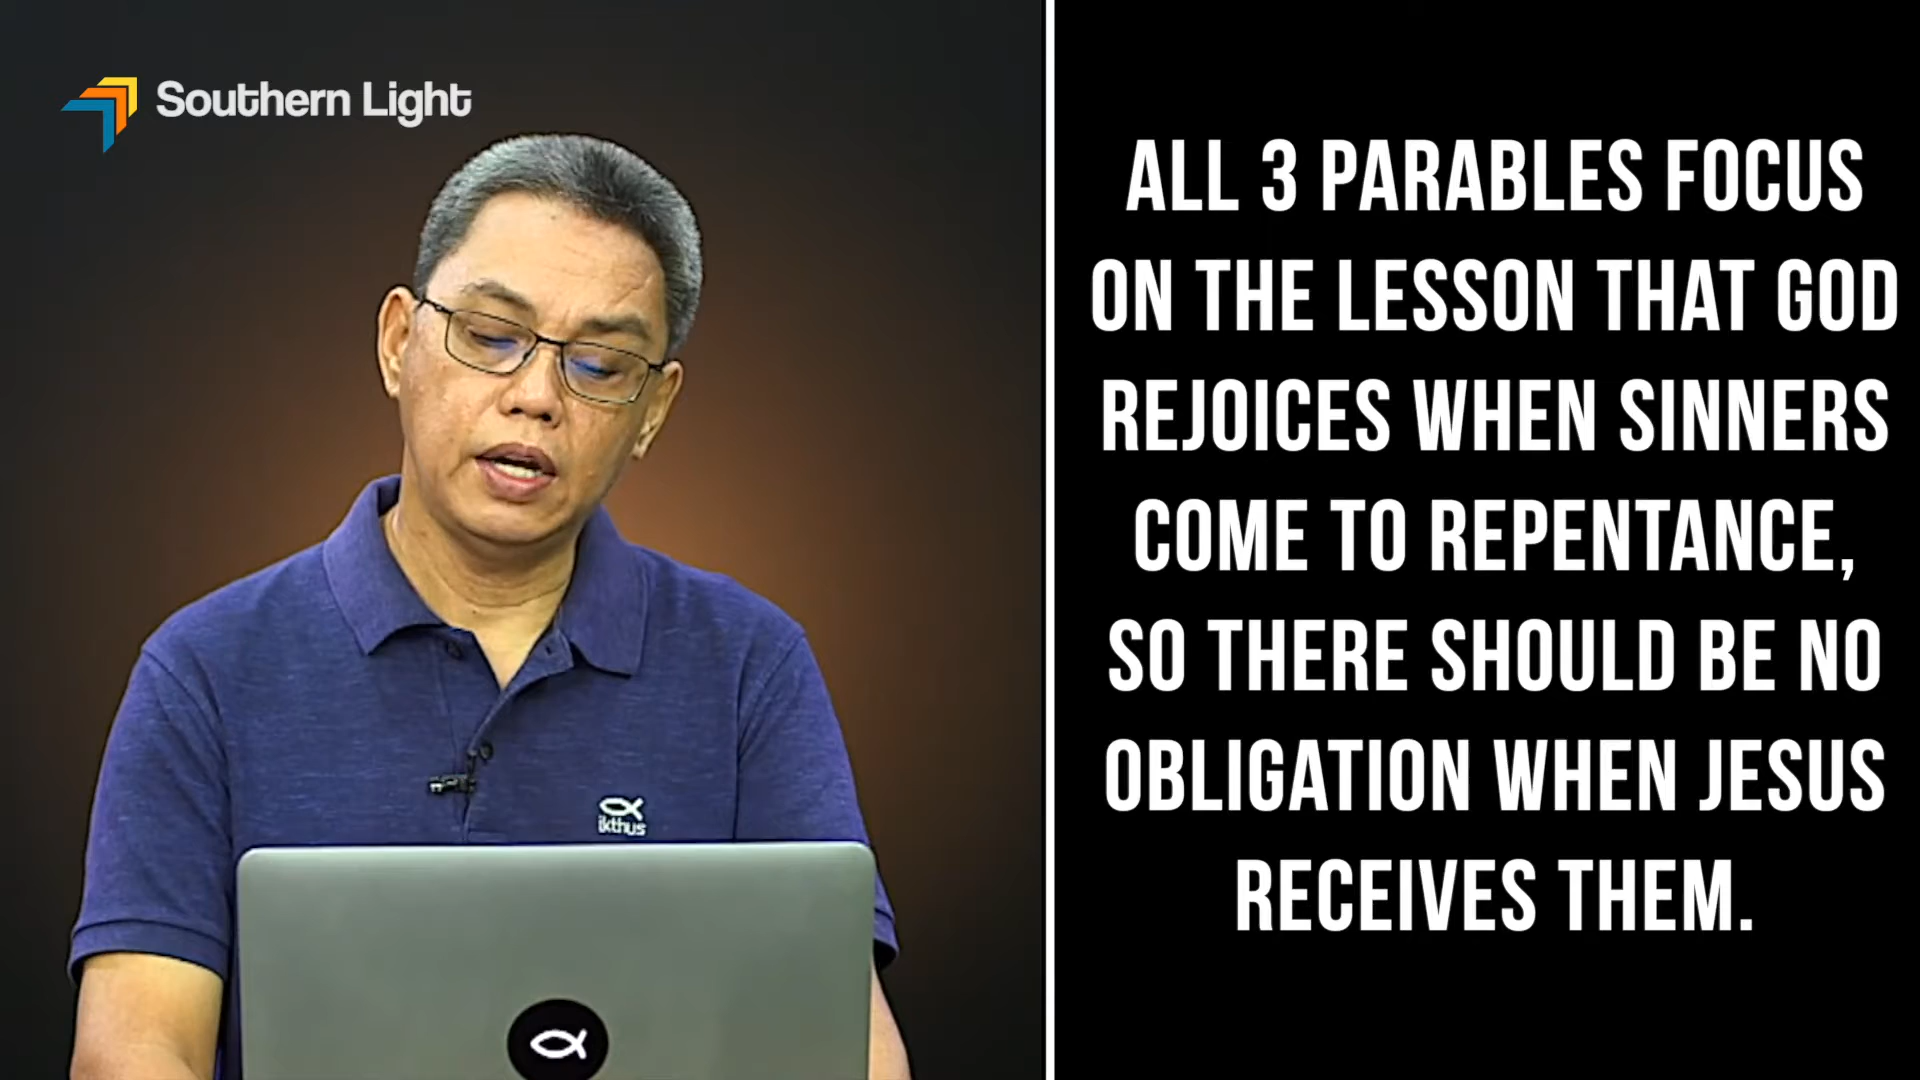 Southern Light
ikthus
ALL 3 PARABLES FOCUS
ON THE LESSON THAT GOD
REJOICES WHEN SINNERS
COME TO REPENTANCE,
SO THERE SHOULD BE NO
OBLIGATION WHEN JESUS
RECEIVES THEM.